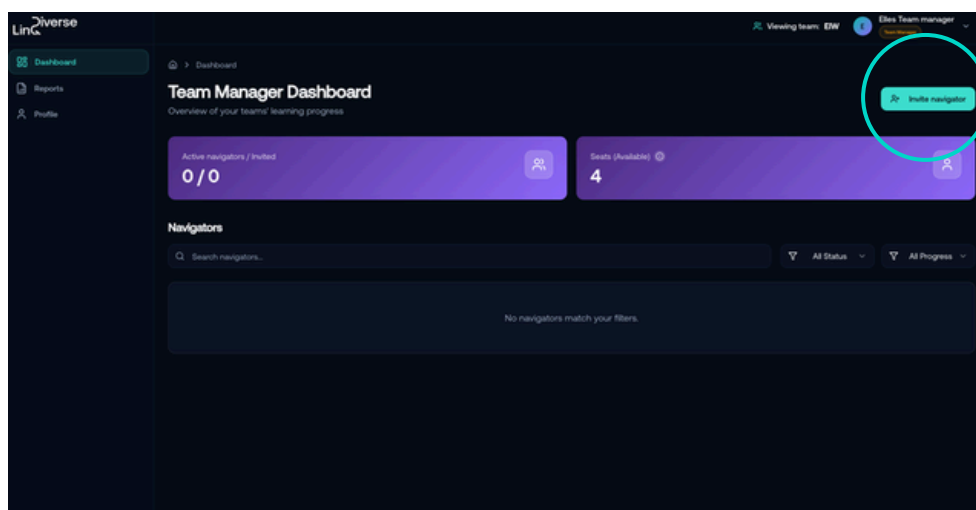 LinDiverse
Viewing team: EIW
E
Elles Team manager
Team Manager
Dashboard
Reports
Profile
> Dashboard
Team Manager Dashboard
Overview of your teams' learning progress
Invite navigator
Active navigators / Invited
0 / 0
Seats (Available)
4
Navigators
Search navigators...
All Status
All Progress
No navigators match your filters.